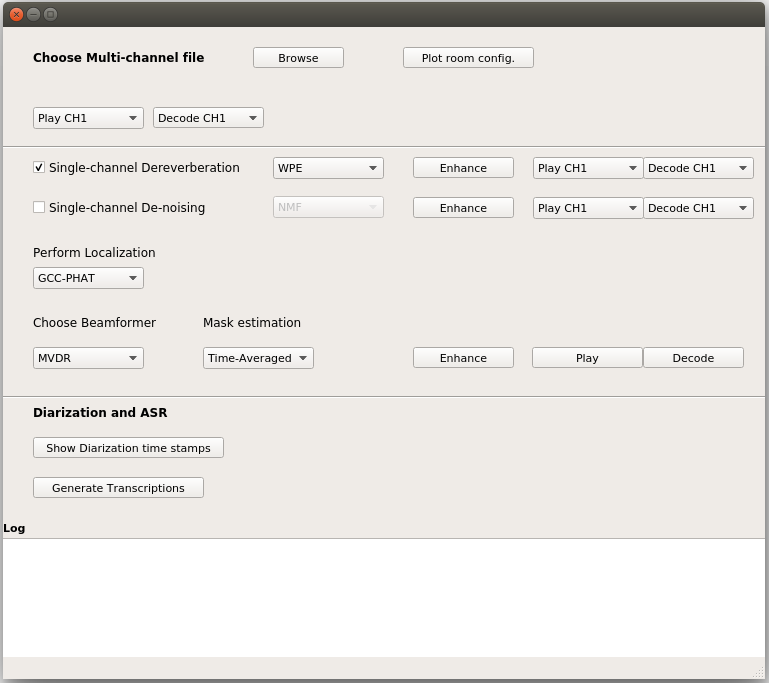 Choose Multi-channel file Browse Plot room config.
Play CH1 Decode CH1
Single-channel Dereverberation WPE Enhance Play CH1 Decode CH1
Single-channel De-noising NMF Enhance Play CH1 Decode CH1
Perform Localization
GCC-PHAT
Choose Beamformer Mask estimation
MVDR Time-Averaged Enhance Play Decode
Diarization and ASR
Show Diarization time stamps
Generate Transcriptions
Log